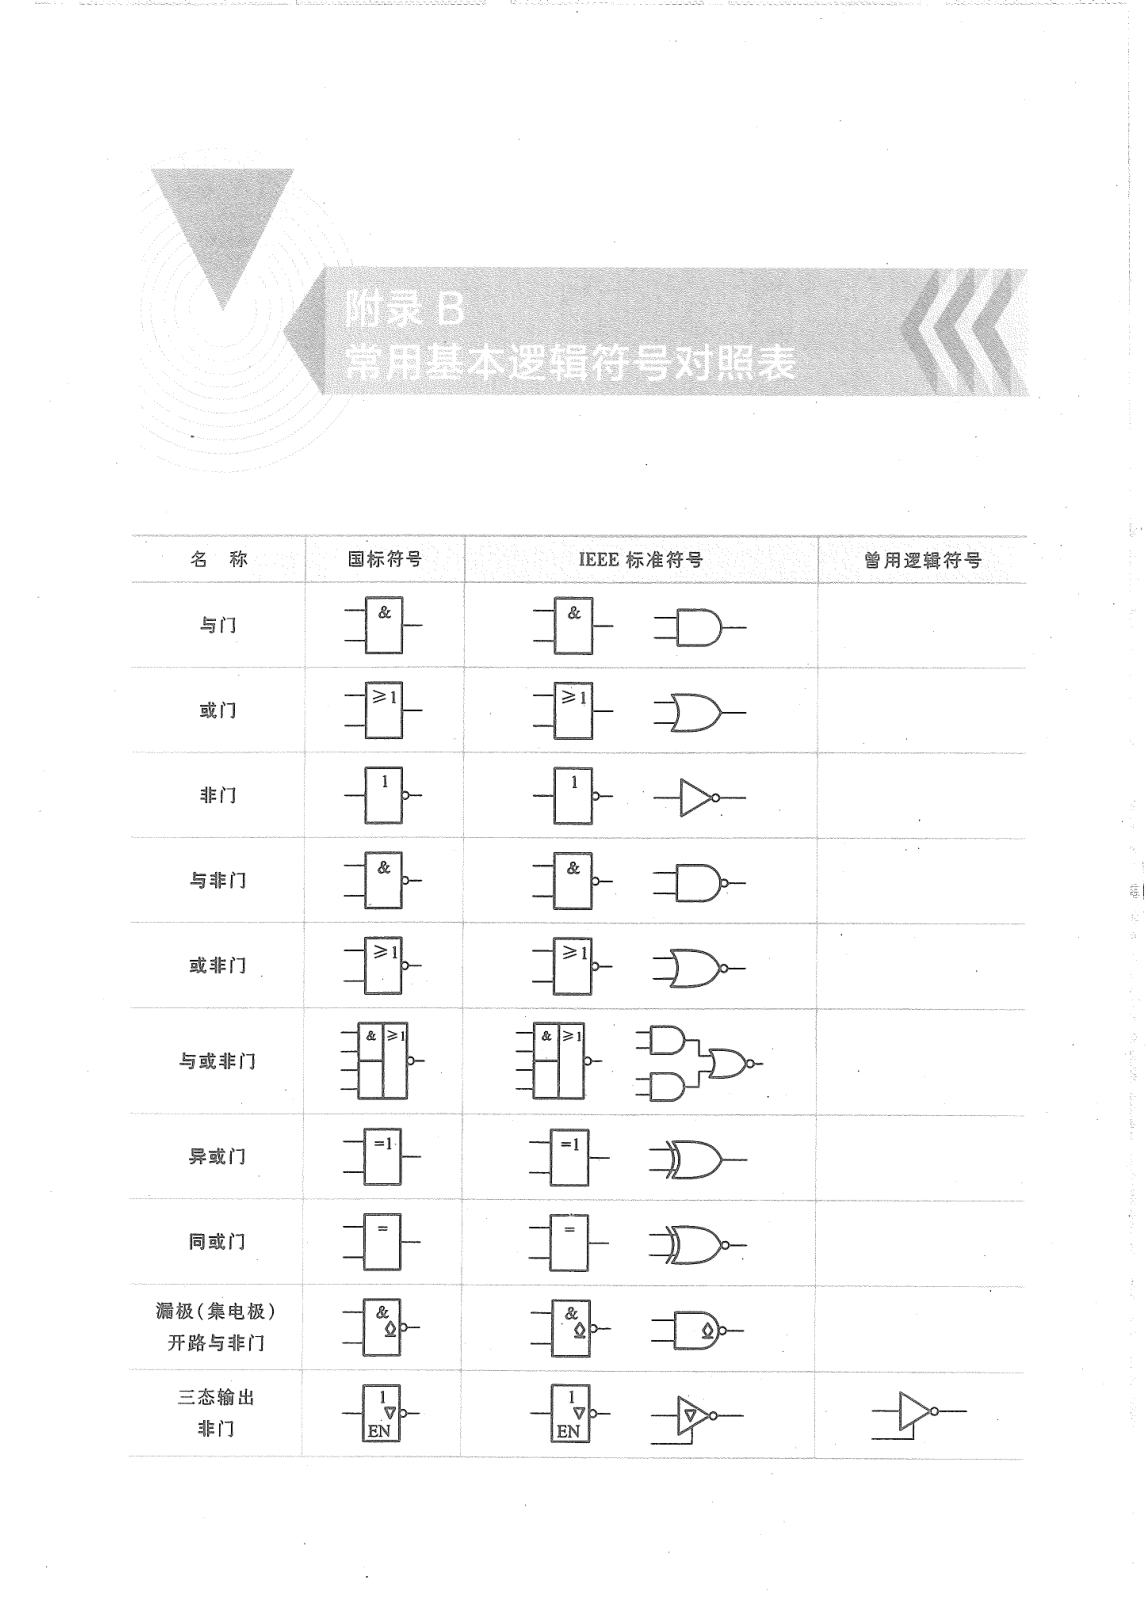 附录 B
常用基本逻辑符号对照表
名 称 国标符号 IEEE 标准符号 曾用逻辑符号
与门 & &
或门 ≥1 ≥1
非门 1 1
与非门 & &
或非门 ≥1 ≥1
与或非门 & ≥1 & ≥1
异或门 =1 =1
同或门 = =
漏极(集电极) & &
开路与非门
三态输出 1 1
非门 EN EN